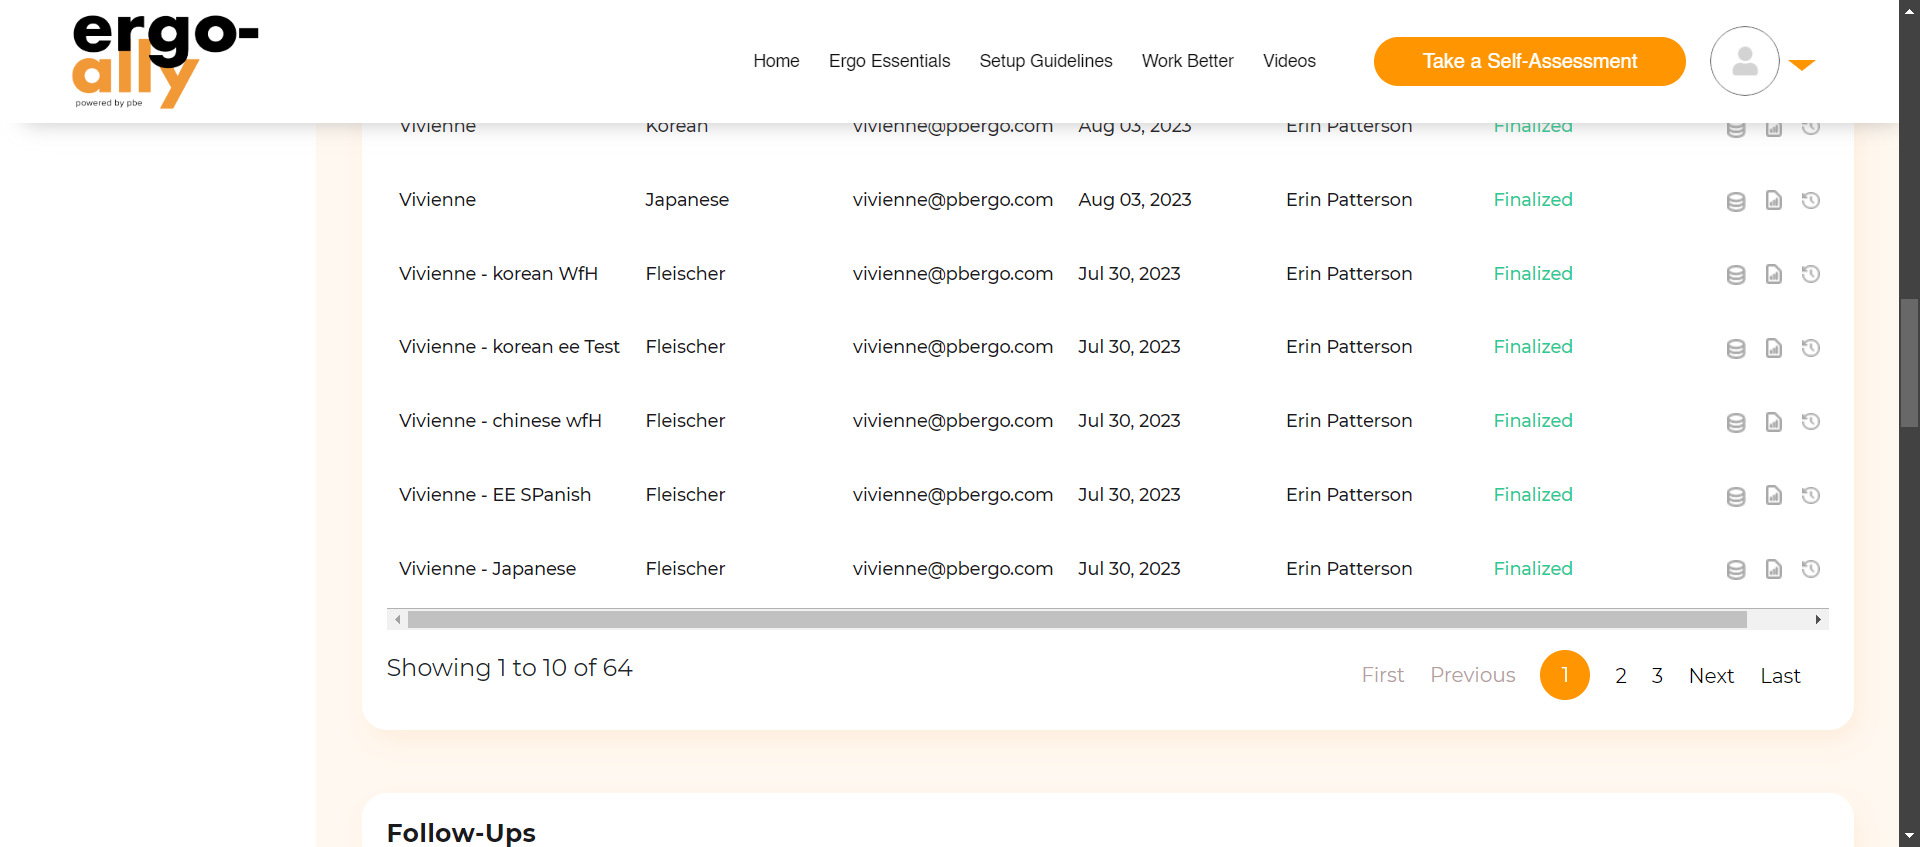 ergo-
ally
powered by pbe
Home Ergo Essentials Setup Guidelines Work Better Videos Take a Self-Assessment
Vivienne Korean vivienne@pbergo.com Aug 03, 2023 Erin Patterson Finalized
Vivienne Japanese vivienne@pbergo.com Aug 03, 2023 Erin Patterson Finalized
Vivienne - korean WfH Fleischer vivienne@pbergo.com Jul 30, 2023 Erin Patterson Finalized
Vivienne - korean ee Test Fleischer vivienne@pbergo.com Jul 30, 2023 Erin Patterson Finalized
Vivienne - chinese wfH Fleischer vivienne@pbergo.com Jul 30, 2023 Erin Patterson Finalized
Vivienne - EE SPanish Fleischer vivienne@pbergo.com Jul 30, 2023 Erin Patterson Finalized
Vivienne - Japanese Fleischer vivienne@pbergo.com Jul 30, 2023 Erin Patterson Finalized
Showing 1 to 10 of 64 First Previous 1 2 3 Next Last
Follow-Ups